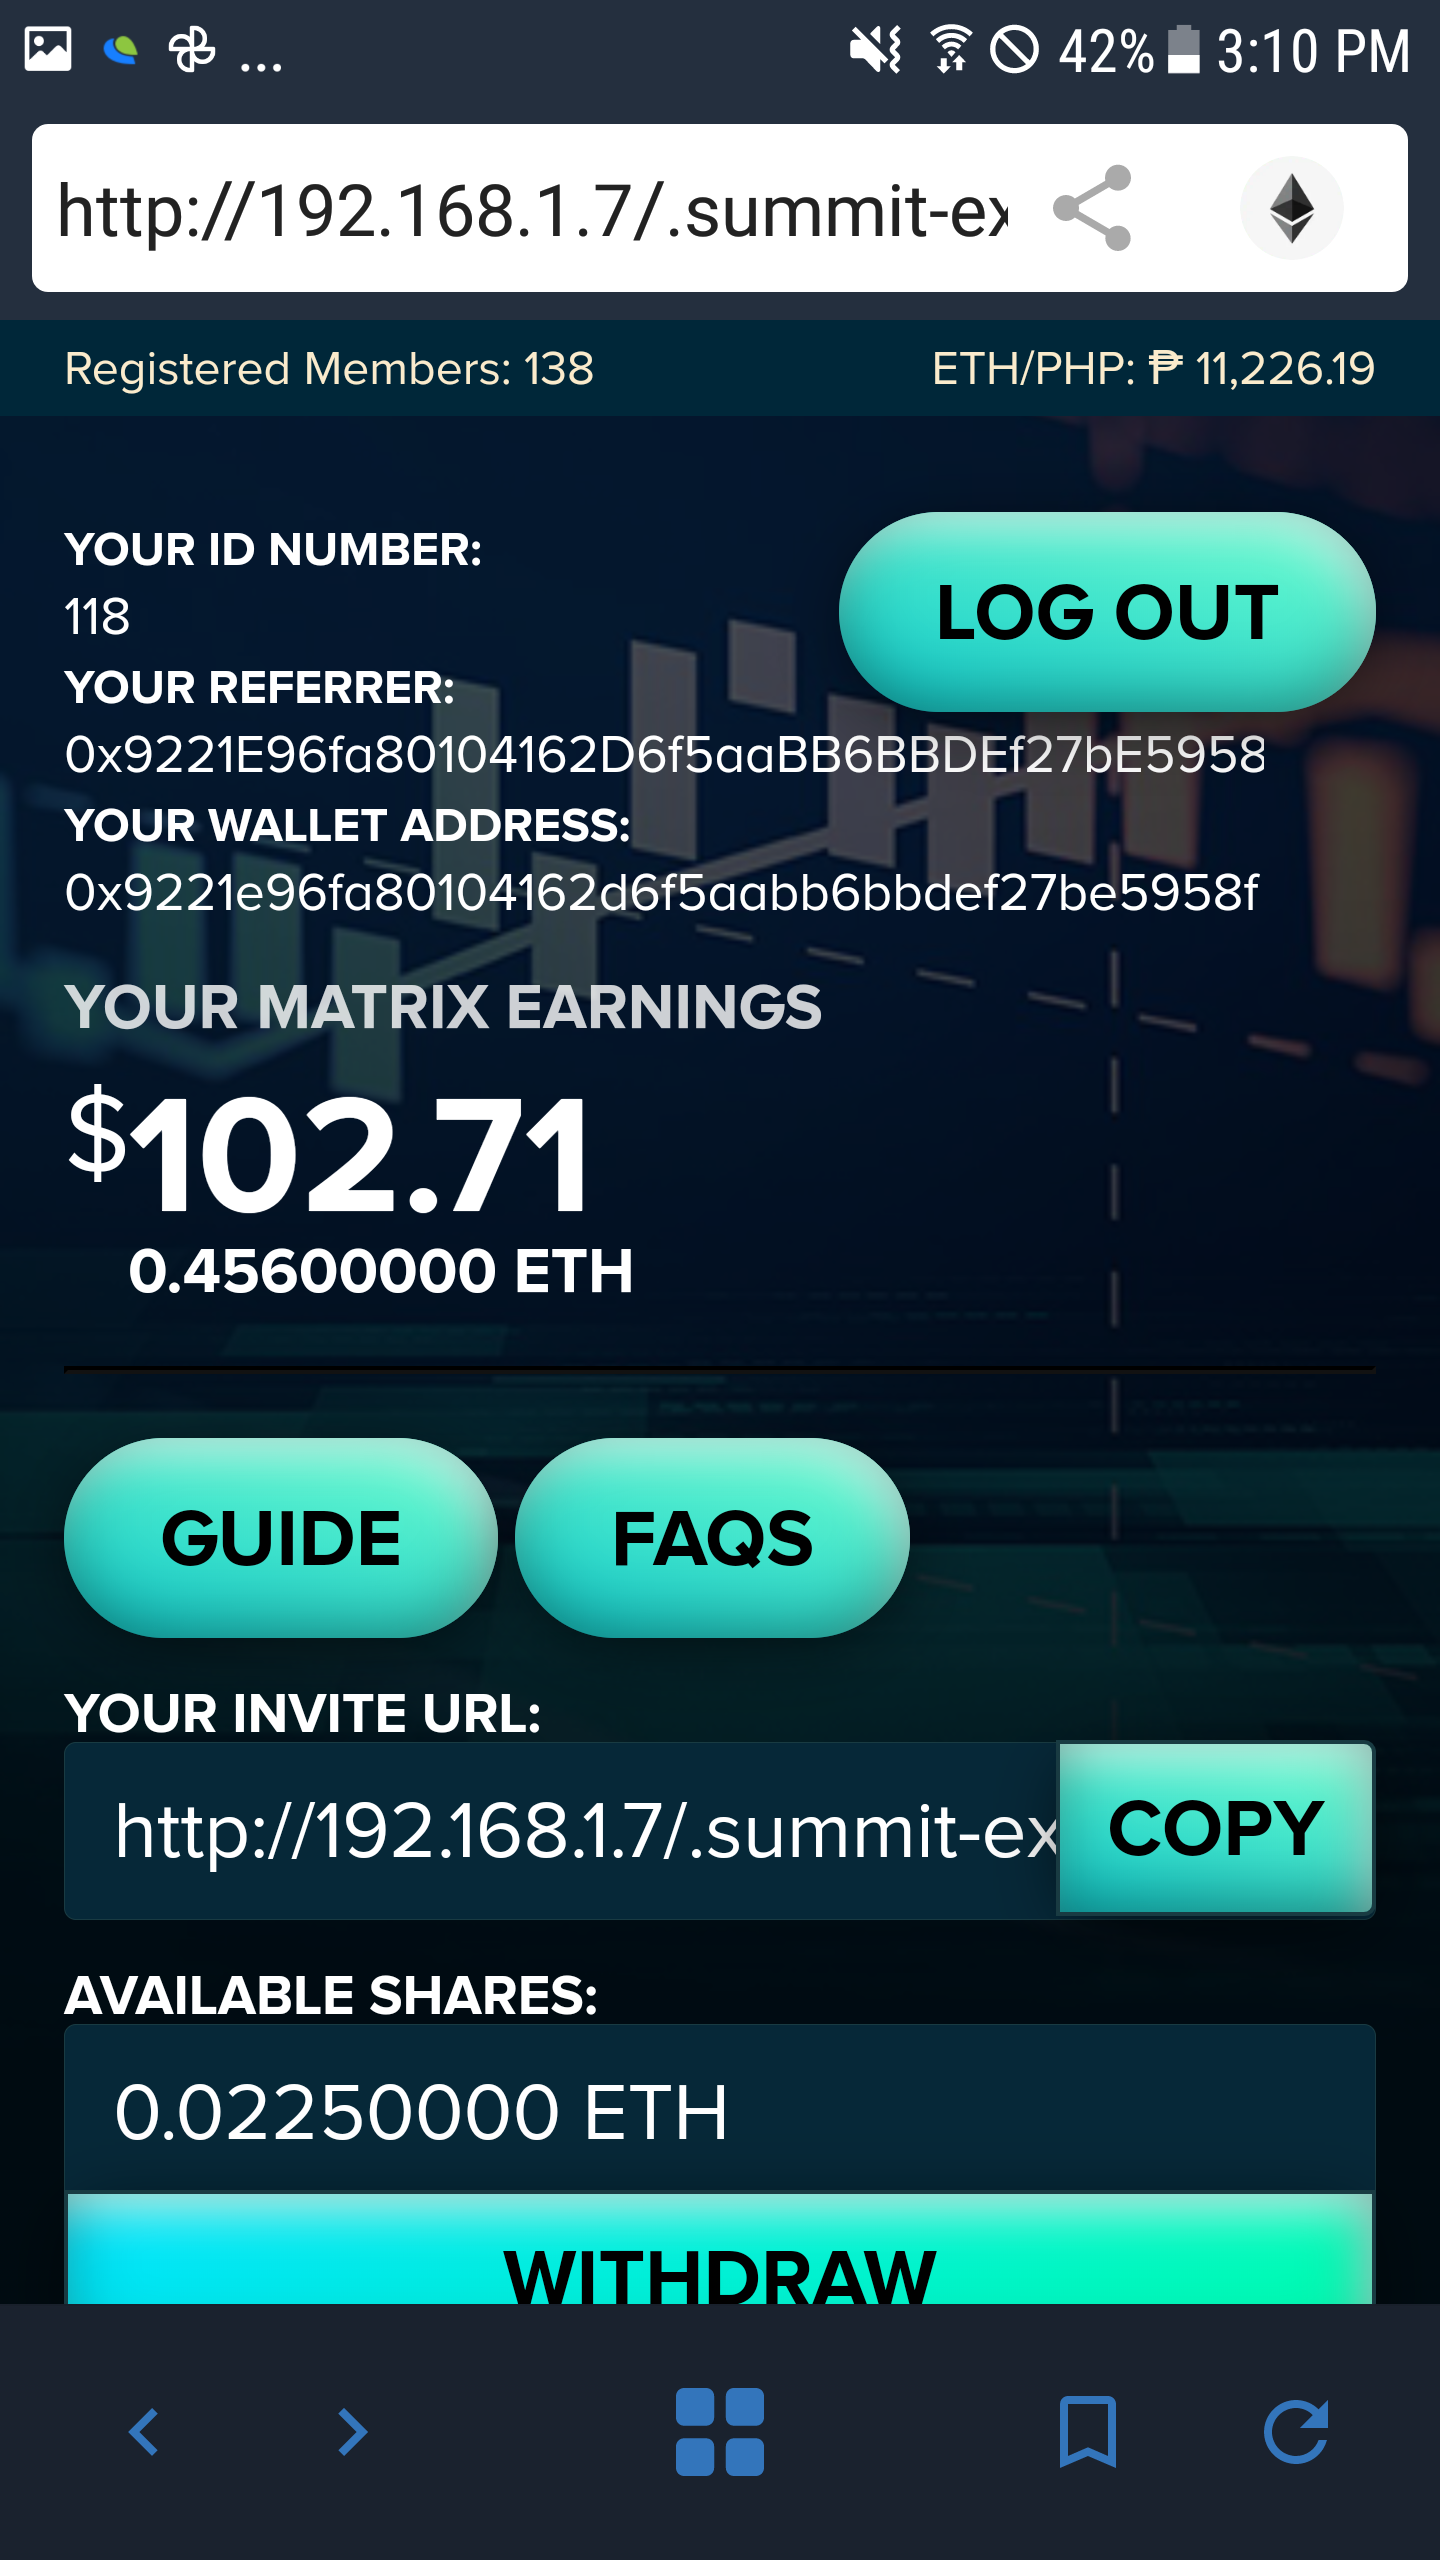 42% 3:10 PM
http://192.168.1.7/.summit-ex
Registered Members: 138 ETH/PHP: ₱ 11,226.19
YOUR ID NUMBER:
118
LOG OUT
YOUR REFERRER:
0x9221E96fa80104162D6f5aaBB6BBDEf27bE5958
YOUR WALLET ADDRESS:
0x9221e96fa80104162d6f5aabb6bbdef27be5958f
YOUR MATRIX EARNINGS
$102.71
0.45600000 ETH
GUIDE FAQS
YOUR INVITE URL:
http://192.168.1.7/.summit-ex COPY
AVAILABLE SHARES:
0.02250000 ETH
WITHDRAW